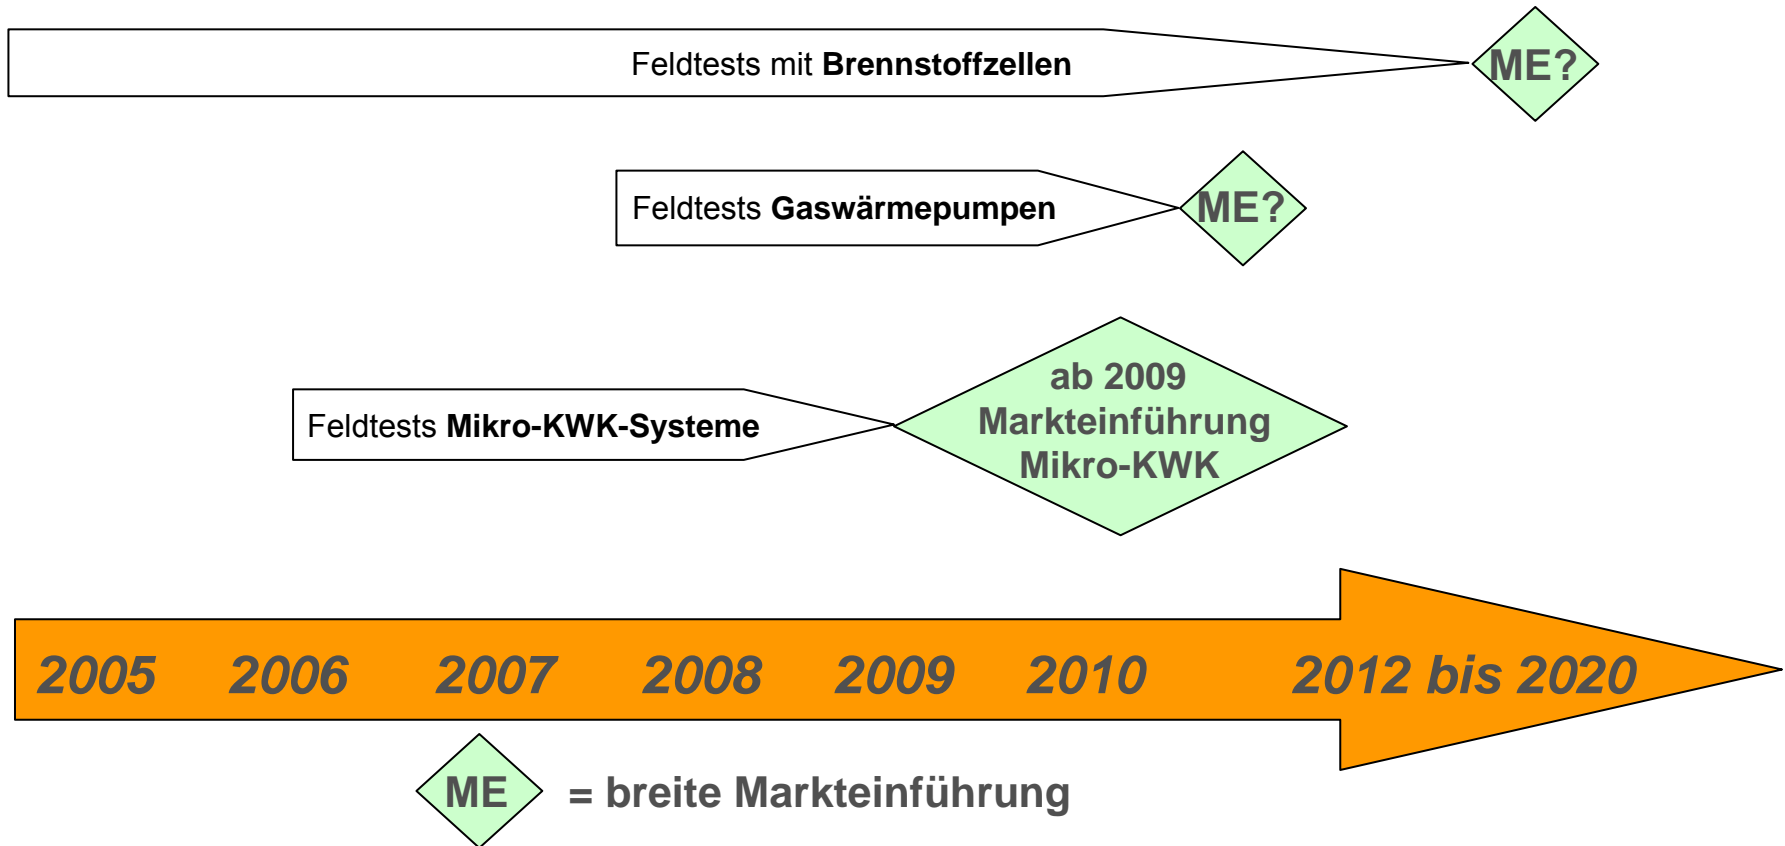 Feldtests mit Brennstoffzellen
ME?
Feldtests Gaswärmepumpen
ME?
Feldtests Mikro-KWK-Systeme
ab 2009
Markteinführung
Mikro-KWK
2005 2006 2007 2008 2009 2010 2012 bis 2020
ME = breite Markteinführung